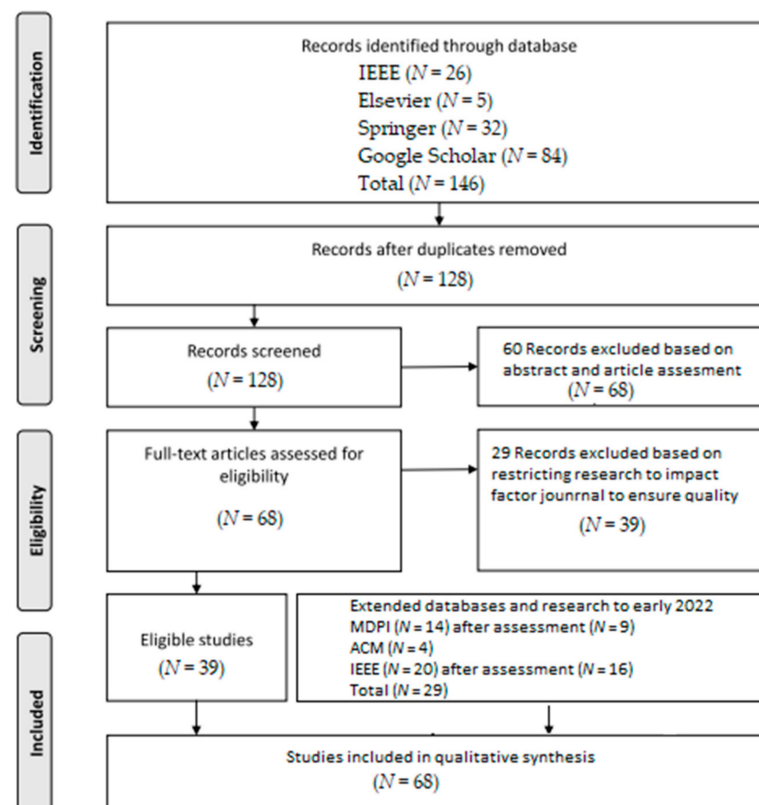 Identification
Records identified through database
IEEE (N = 26)
Elsevier (N = 5)
Springer (N = 32)
Google Scholar (N = 84)
Total (N = 146)
Screening
Records after duplicates removed
(N = 128)
Records screened
(N = 128)
60 Records excluded based on
abstract and article assesment
(N = 68)
Eligibility
Full-text articles assessed for
eligibility
(N = 68)
29 Records excluded based on
restricting research to impact
factor jounrnal to ensure quality
(N = 39)
Included
Eligible studies
(N = 39)
Extended databases and research to early 2022
MDPI (N = 14) after assessment (N = 9)
ACM (N = 4)
IEEE (N = 20) after assessment (N = 16)
Total (N = 29)
Studies included in qualitative synthesis
(N = 68)